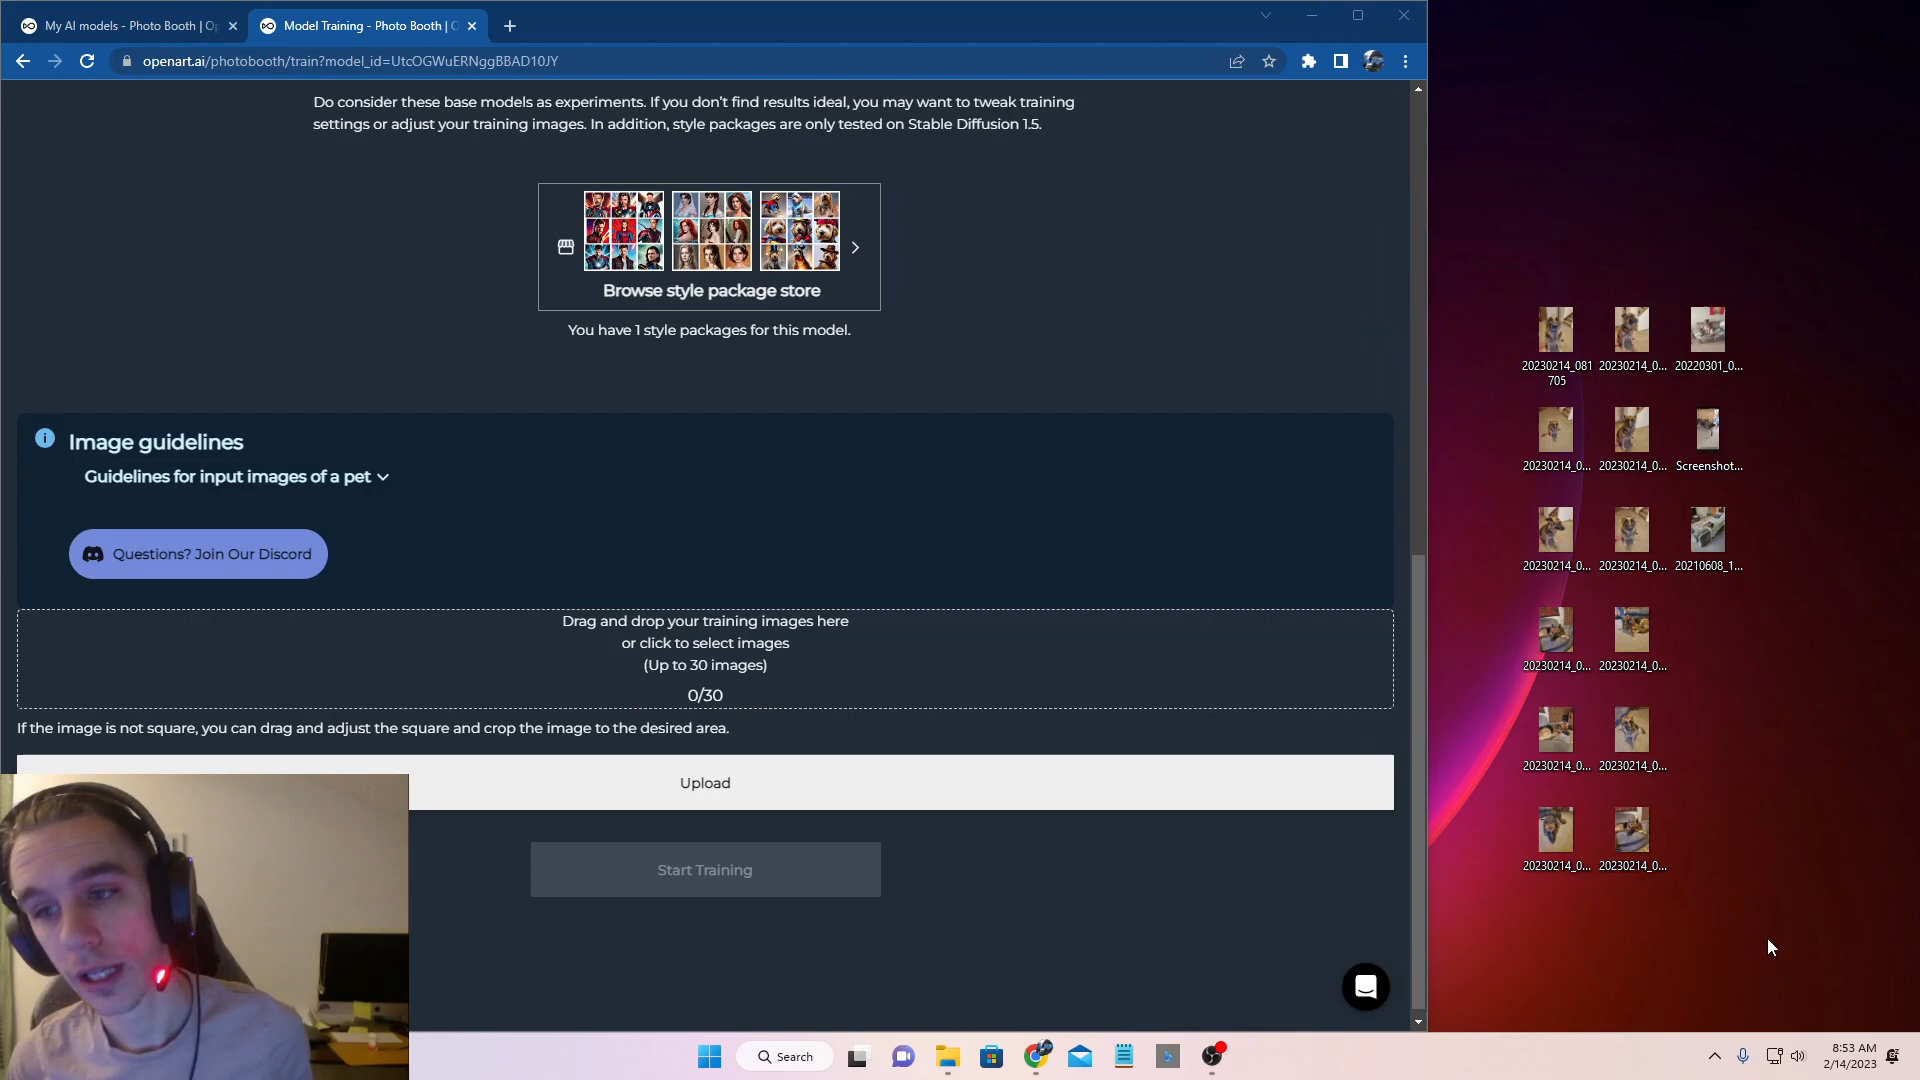 My AI models - Photo Booth | Op
Model Training - Photo Booth | O
openart.ai/photobooth/train?model_id=UtcOGWuERNggBBAD10JY
Do consider these base models as experiments. If you don't find results ideal, you may want to tweak training
settings or adjust your training images. In addition, style packages are only tested on Stable Diffusion 1.5.
Browse style package store
You have 1 style packages for this model.
Image guidelines
Guidelines for input images of a pet
Questions? Join Our Discord
Drag and drop your training images here
or click to select images
(Up to 30 images)
0/30
If the image is not square, you can drag and adjust the square and crop the image to the desired area.
Upload
Start Training
20230214_081
705
20230214_0...
20220301_0...
20230214_0...
20230214_0...
Screenshot...
20230214_0...
20230214_0...
20210608_1...
20230214_0...
20230214_0...
20230214_0...
20230214_0...
20230214_0...
20230214_0...
Search
8:53 AM
2/14/2023